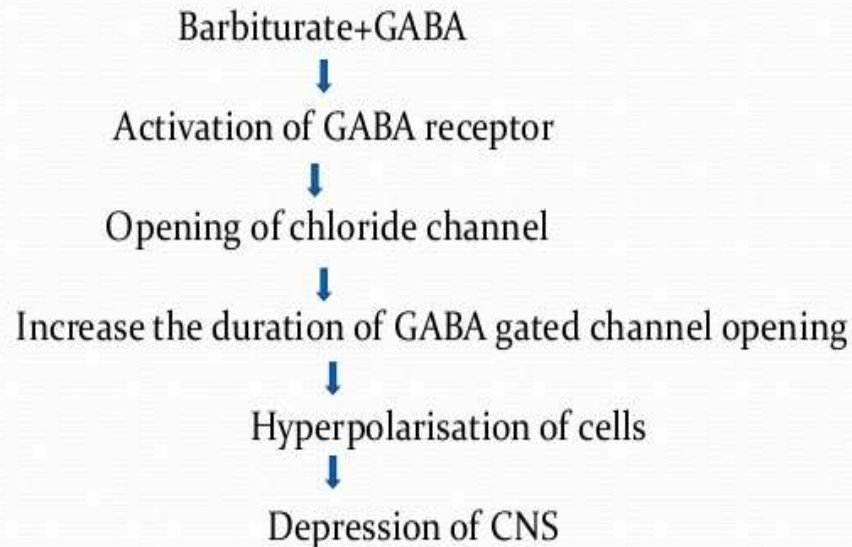 Barbiturate+GABA
Activation of GABA receptor
Opening of chloride channel
Increase the duration of GABA gated channel opening
Hyperpolarisation of cells
Depression of CNS